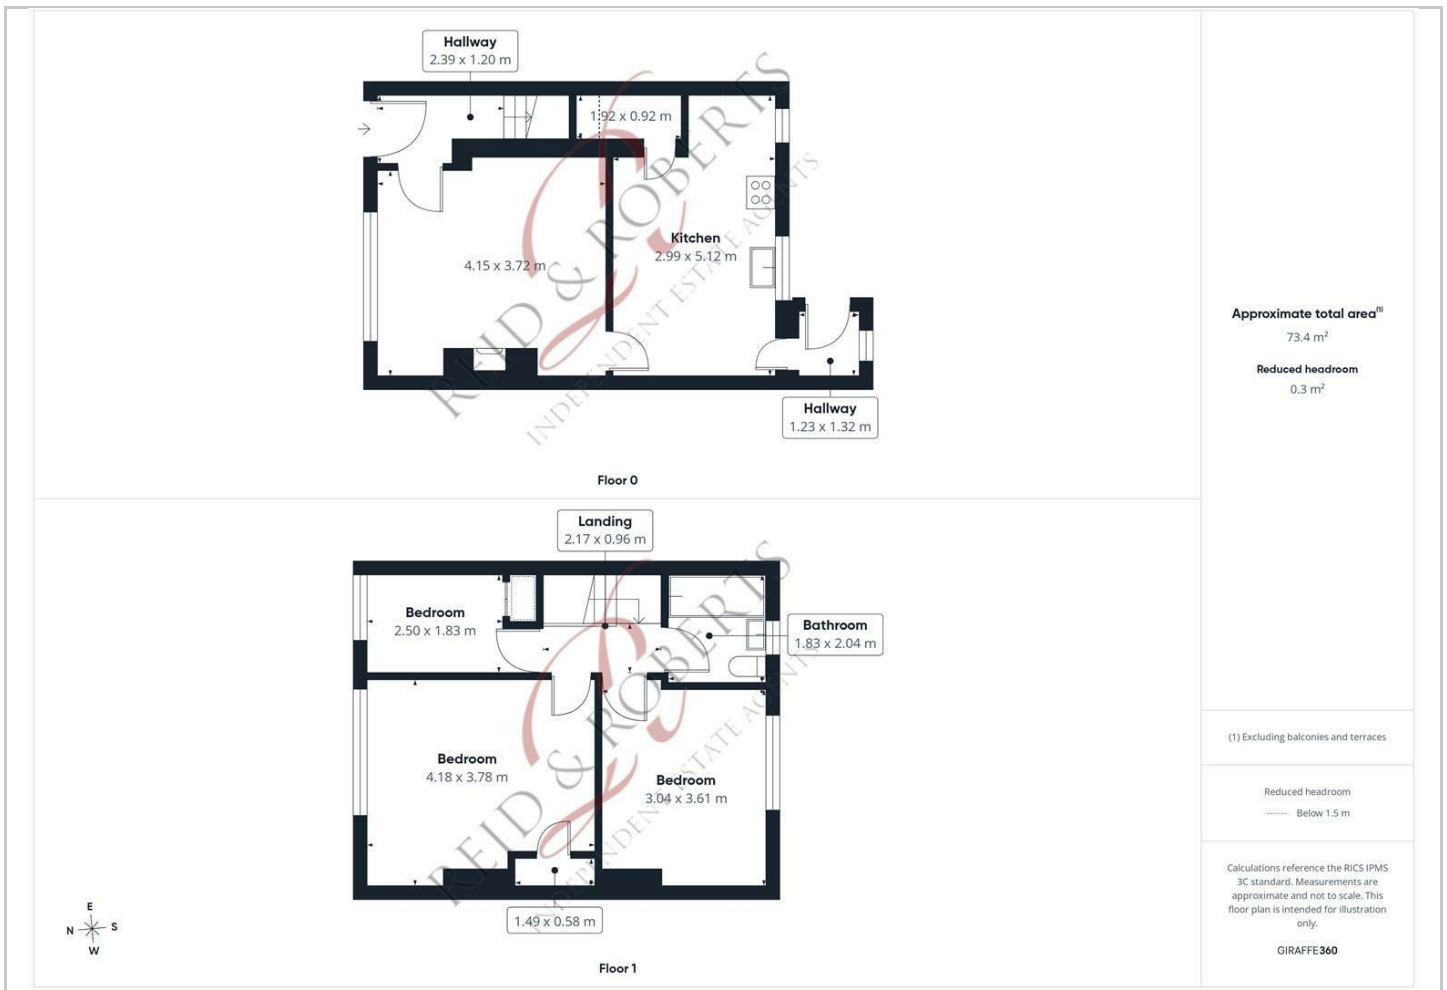 Hallway
2.39 x 1.20 m
1.92 x 0.92 m
Kitchen
2.99 x 5.12 m
4.15 x 3.72 m
Hallway
1.23 x 1.32 m
Floor 0
REID & ROBERTS
INDEPENDENT ESTATE AGENTS
Landing
2.17 x 0.96 m
Bedroom
2.50 x 1.83 m
Bathroom
1.83 x 2.04 m
Bedroom
4.18 x 3.78 m
Bedroom
3.04 x 3.61 m
1.49 x 0.58 m
Floor 1
REID & ROBERTS
INDEPENDENT ESTATE AGENTS
E
N S
W
Approximate total area(1)
73.4 m²
Reduced headroom
0.3 m²
(1) Excluding balconies and terraces
Reduced headroom
Below 1.5 m
Calculations reference the RICS IPMS
3C standard. Measurements are
approximate and not to scale. This
floor plan is intended for illustration
only.
GIRAFFE360